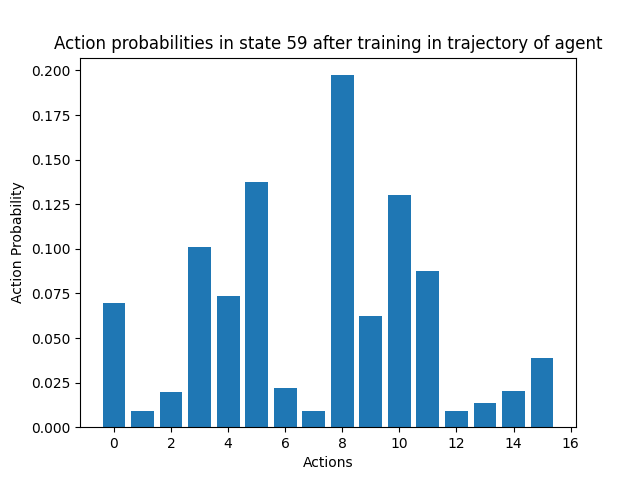 Action probabilities in state 59 after training in trajectory of agent
0.200
0.175
0.150
0.125
0.100
0.075
0.050
0.025
0.000
Action Probability
0 2 4 6 8 10 12 14 16
Actions